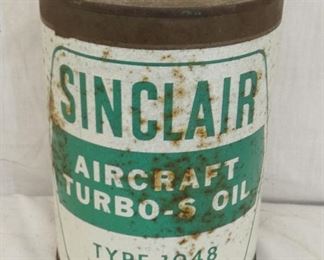 SINCLAIR
AIRCRAFT
TURBO-S OIL
TYPE 1048